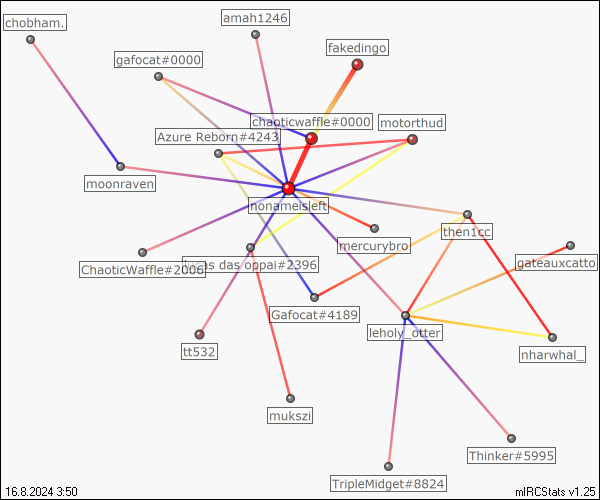 chobham.
amah1246
fakedingo
gafocat#0000
chaoticwaffle#0000
motorthud
Azure Reborn#4243
moonraven
nonameisleft
then1cc
mercurybro
gateauxcatto
ChaoticWaffle#2006
das oppai#2396
Gafocat#4189
leholy_otter
tt532
nharwhal_
mukszi
Thinker#5995
TripleMidget#8824
16.8.2024 3:50
mIRCStats v1.25